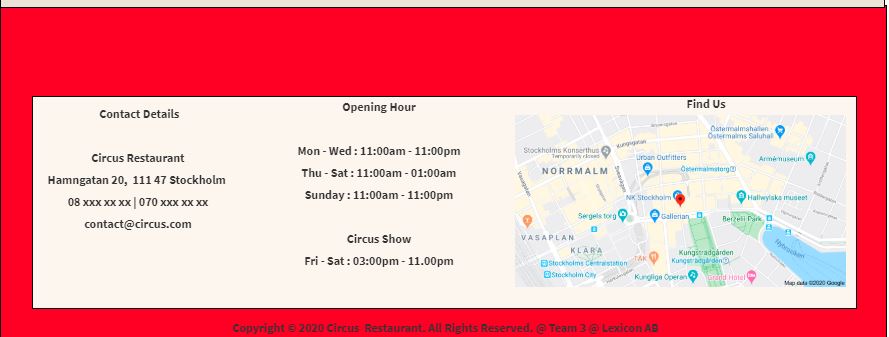 Contact Details
Circus Restaurant
Hamngatan 20, 111 47 Stockholm
08 xxx xx xx | 070 xxx xx xx
contact@circus.com
Opening Hour
Mon - Wed : 11:00am - 11:00pm
Thu - Sat : 11:00am - 01:00am
Sunday : 11:00am - 11:00pm
Circus Show
Fri - Sat : 03:00pm - 11.00pm
Find Us
Östermalmshallen
Östermalms Saluhall
Kungsgatan
Stockholms Konserthus
Temporarily closed
Urban Outfitters
Armémuseum
NORRMALM
Östermalmstorg
NK Stockholm
Hallwylska museet
Sergels torg
Gallerian
Berzelii Park
VASAPLAN
KLARA
Kungsträdgården
Kungsträdgården
Nybroviken
Stockholms Centralstation
TAK
Stockholm City
Kungliga Operan
Grand Hôtel
Map data ©2020 Google
Copyright © 2020 Circus Restaurant. All Rights Reserved. @ Team 3 @ Lexicon AB